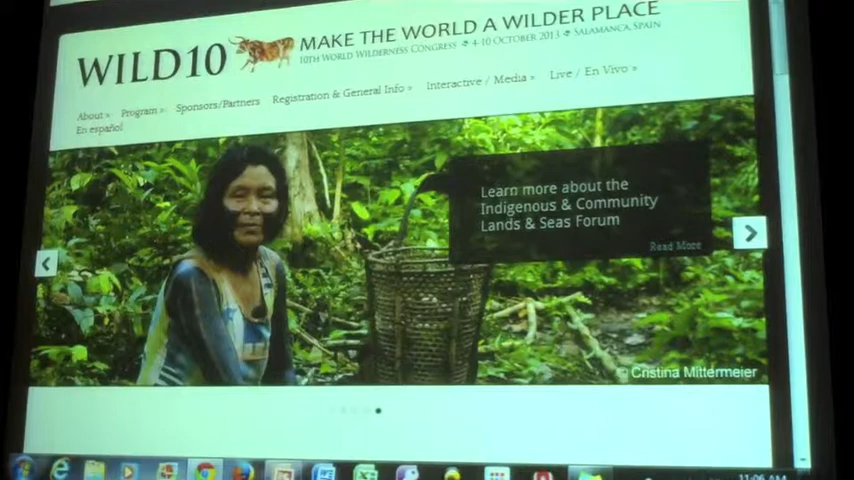 WILD10
MAKE THE WORLD A WILDER PLACE
10TH WORLD WILDERNESS CONGRESS 4-10 OCTOBER 2013 SALAMANCA, SPAIN
About » Program » Sponsors/Partners Registration & General Info » Interactive / Media » Live / En Vivo »
En español
Learn more about the
Indigenous & Community
Lands & Seas Forum
Read More
© Cristina Mittermeier
11:06 AM